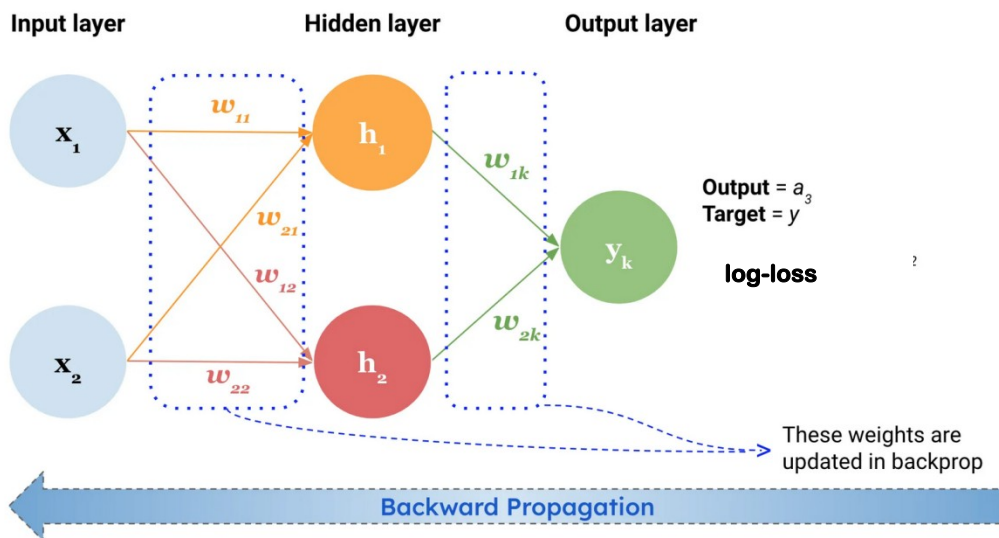 Input layer
Hidden layer
Output layer
x₁
w₁₁
h₁
w₁ₖ
w₂₁
Output = a₃
Target = y
yₖ
log-loss
2
w₁₂
w₂ₖ
x₂
w₂₂
h₂
These weights are
updated in backprop
Backward Propagation